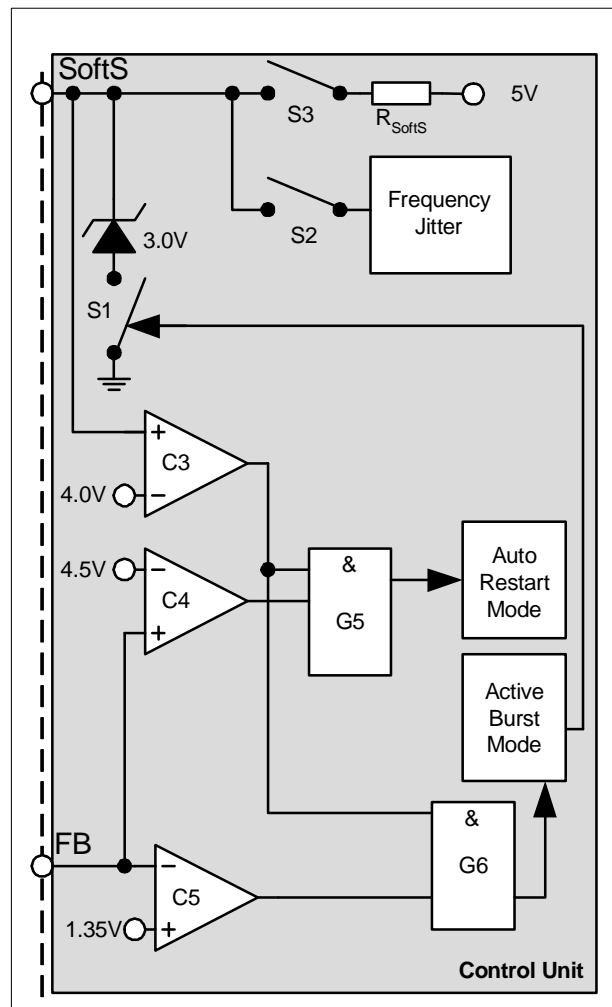 SoftS
5V
S3
R SoftS
Frequency
Jitter
S2
3.0V
S1
+
C3
4.0V
−
4.5V
−
C4
+
&
G5
Auto
Restart
Mode
Active
Burst
Mode
FB
&
G6
−
C5
1.35V
+
Control Unit